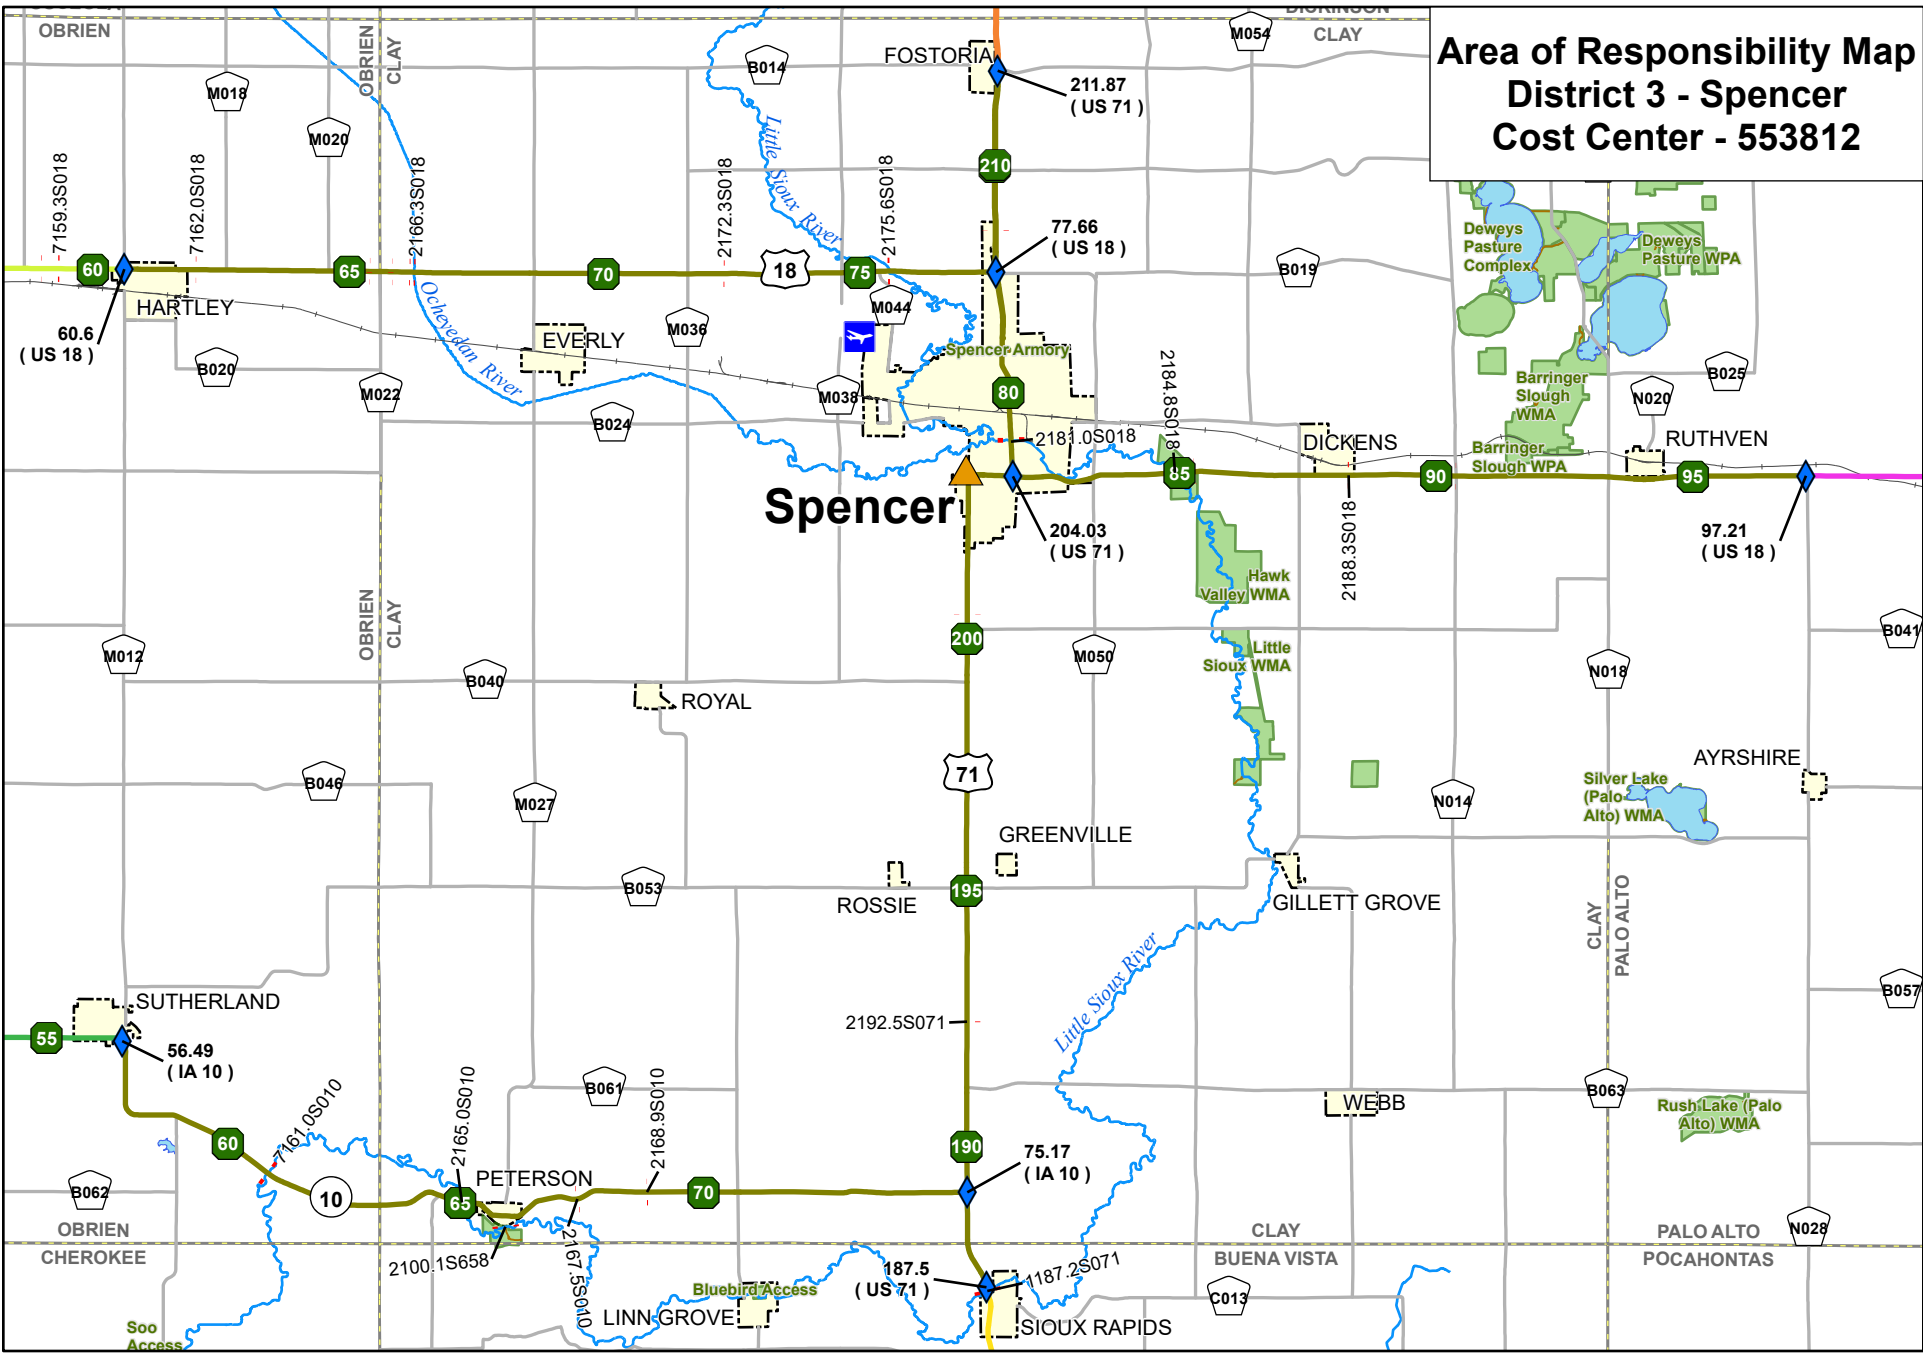 Area of Responsibility Map
District 3 - Spencer
Cost Center - 553812
OBRIEN
OBRIEN
CLAY
DICKINSON
CLAY
M054
B014
FOSTORIA
211.87
( US 71 )
M018
M020
Little Sioux River
210
7159.3S018
7162.0S018
2166.3S018
2172.3S018
2175.6S018
77.66
( US 18 )
B019
Deweys
Pasture
Complex
Deweys
Pasture WPA
60
65
70
18
75
HARTLEY
60.6
( US 18 )
Ocheyedan River
EVERLY
M036
M044
Spencer Armory
B020
M022
B024
M038
80
2184.8S018
Barringer
Slough
WMA
B025
N020
2181.0S018
DICKENS
Barringer
Slough WPA
RUTHVEN
85
90
95
Spencer
204.03
( US 71 )
2188.3S018
97.21
( US 18 )
Hawk
Valley WMA
OBRIEN
CLAY
M012
200
M050
Little
Sioux WMA
N018
B041
B040
ROYAL
71
B046
M027
N014
AYRSHIRE
Silver Lake
(Palo
Alto) WMA
GREENVILLE
B053
ROSSIE
195
GILLETT GROVE
CLAY
PALO ALTO
Little Sioux River
B057
SUTHERLAND
55
56.49
( IA 10 )
2192.5S071
7161.0S010
2165.0S010
B061
2168.9S010
WEBB
B063
Rush Lake (Palo
Alto) WMA
60
190
75.17
( IA 10 )
B062
10
65
PETERSON
70
2100.1S658
2167.5S010
OBRIEN
CHEROKEE
CLAY
BUENA VISTA
PALO ALTO
POCAHONTAS
N028
187.5
( US 71 )
1187.2S071
Bluebird Access
LINN GROVE
SIOUX RAPIDS
C013
Soo
Access